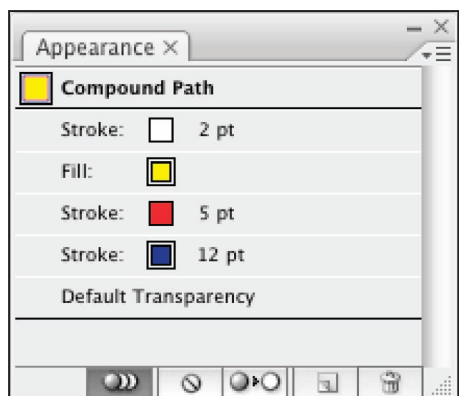 Appearance ×
Compound Path
Stroke: 2 pt
Fill:
Stroke: 5 pt
Stroke: 12 pt
Default Transparency